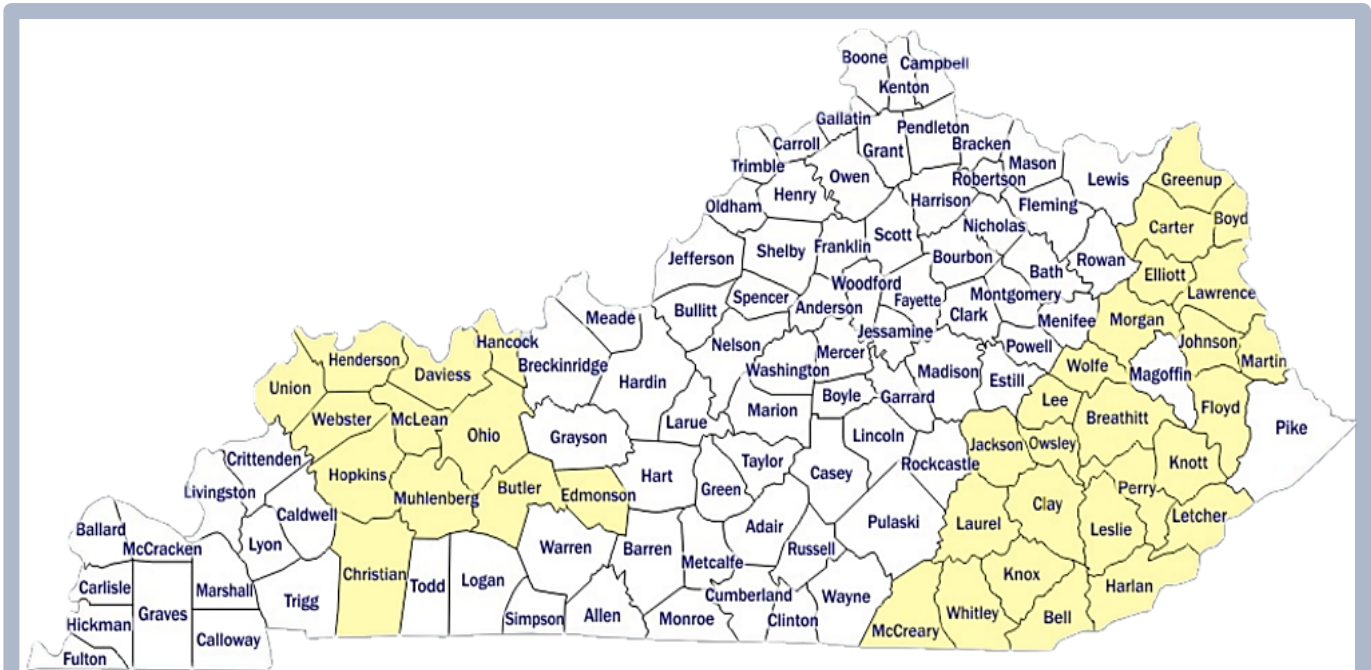 Boone
Campbell
Kenton
Gallatin
Pendleton
Carroll
Grant
Bracken
Mason
Trimble
Owen
Robertson
Lewis
Greenup
Henry
Harrison
Fleming
Oldham
Nicholas
Carter
Boyd
Scott
Franklin
Shelby
Jefferson
Bourbon
Rowan
Bath
Elliott
Woodford
Lawrence
Montgomery
Spencer
Fayette
Anderson
Bullitt
Clark
Meade
Menifee
Morgan
Jessamine
Hancock
Nelson
Powell
Johnson
Mercer
Henderson
Breckinridge
Washington
Martin
Wolfe
Daviess
Madison
Magoffin
Hardin
Estill
Union
Boyle
Garrard
Lee
Floyd
Marion
Webster
McLean
Larue
Breathitt
Pike
Ohio
Grayson
Lincoln
Jackson
Owsley
Crittenden
Taylor
Rockcastle
Knott
Hopkins
Hart
Casey
Livingston
Butler
Edmonson
Green
Perry
Muhlenberg
Clay
Caldwell
Letcher
Ballard
Adair
Pulaski
Laurel
Leslie
McCracken
Lyon
Warren
Barren
Russell
Metcalfe
Christian
Knox
Logan
Carlisle
Marshall
Todd
Harlan
Cumberland
Wayne
Trigg
Graves
Allen
Whitley
Simpson
Monroe
Clinton
Bell
Hickman
McCreary
Calloway
Fulton